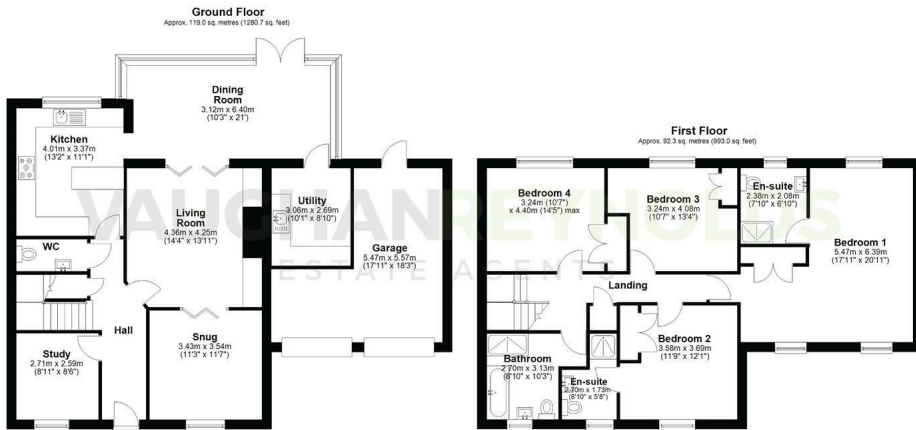 Ground Floor
Approx. 119.0 sq. metres (1280.7 sq. feet)
Dining
Room
3.12m x 6.40m
(10'3" x 21')
Kitchen
4.01m x 3.37m
(13'2" x 11'1")
Utility
3.06m x 2.69m
(10'1" x 8'10")
Living
Room
4.36m x 4.25m
(14'4" x 13'11")
Garage
5.47m x 5.57m
(17'11" x 18'3")
WC
Hall
Snug
3.43m x 3.54m
(11'3" x 11'7")
Study
2.71m x 2.59m
(8'11" x 8'6")
First Floor
Approx. 92.3 sq. metres (993.0 sq. feet)
Bedroom 4
3.24m (10'7")
x 4.40m (14'5") max
Bedroom 3
3.24m x 4.08m
(10'7" x 13'4")
En-suite
2.38m x 2.08m
(7'10" x 6'10")
Bedroom 1
5.47m x 6.39m
(17'11" x 20'11")
Landing
Bedroom 2
3.58m x 3.69m
(11'9" x 12'1")
Bathroom
2.70m x 3.13m
(8'10" x 10'3")
En-suite
2.70m x 1.73m
(8'10" x 5'8")
VAUGHANREYNOLDS
ESTATE AGENTS